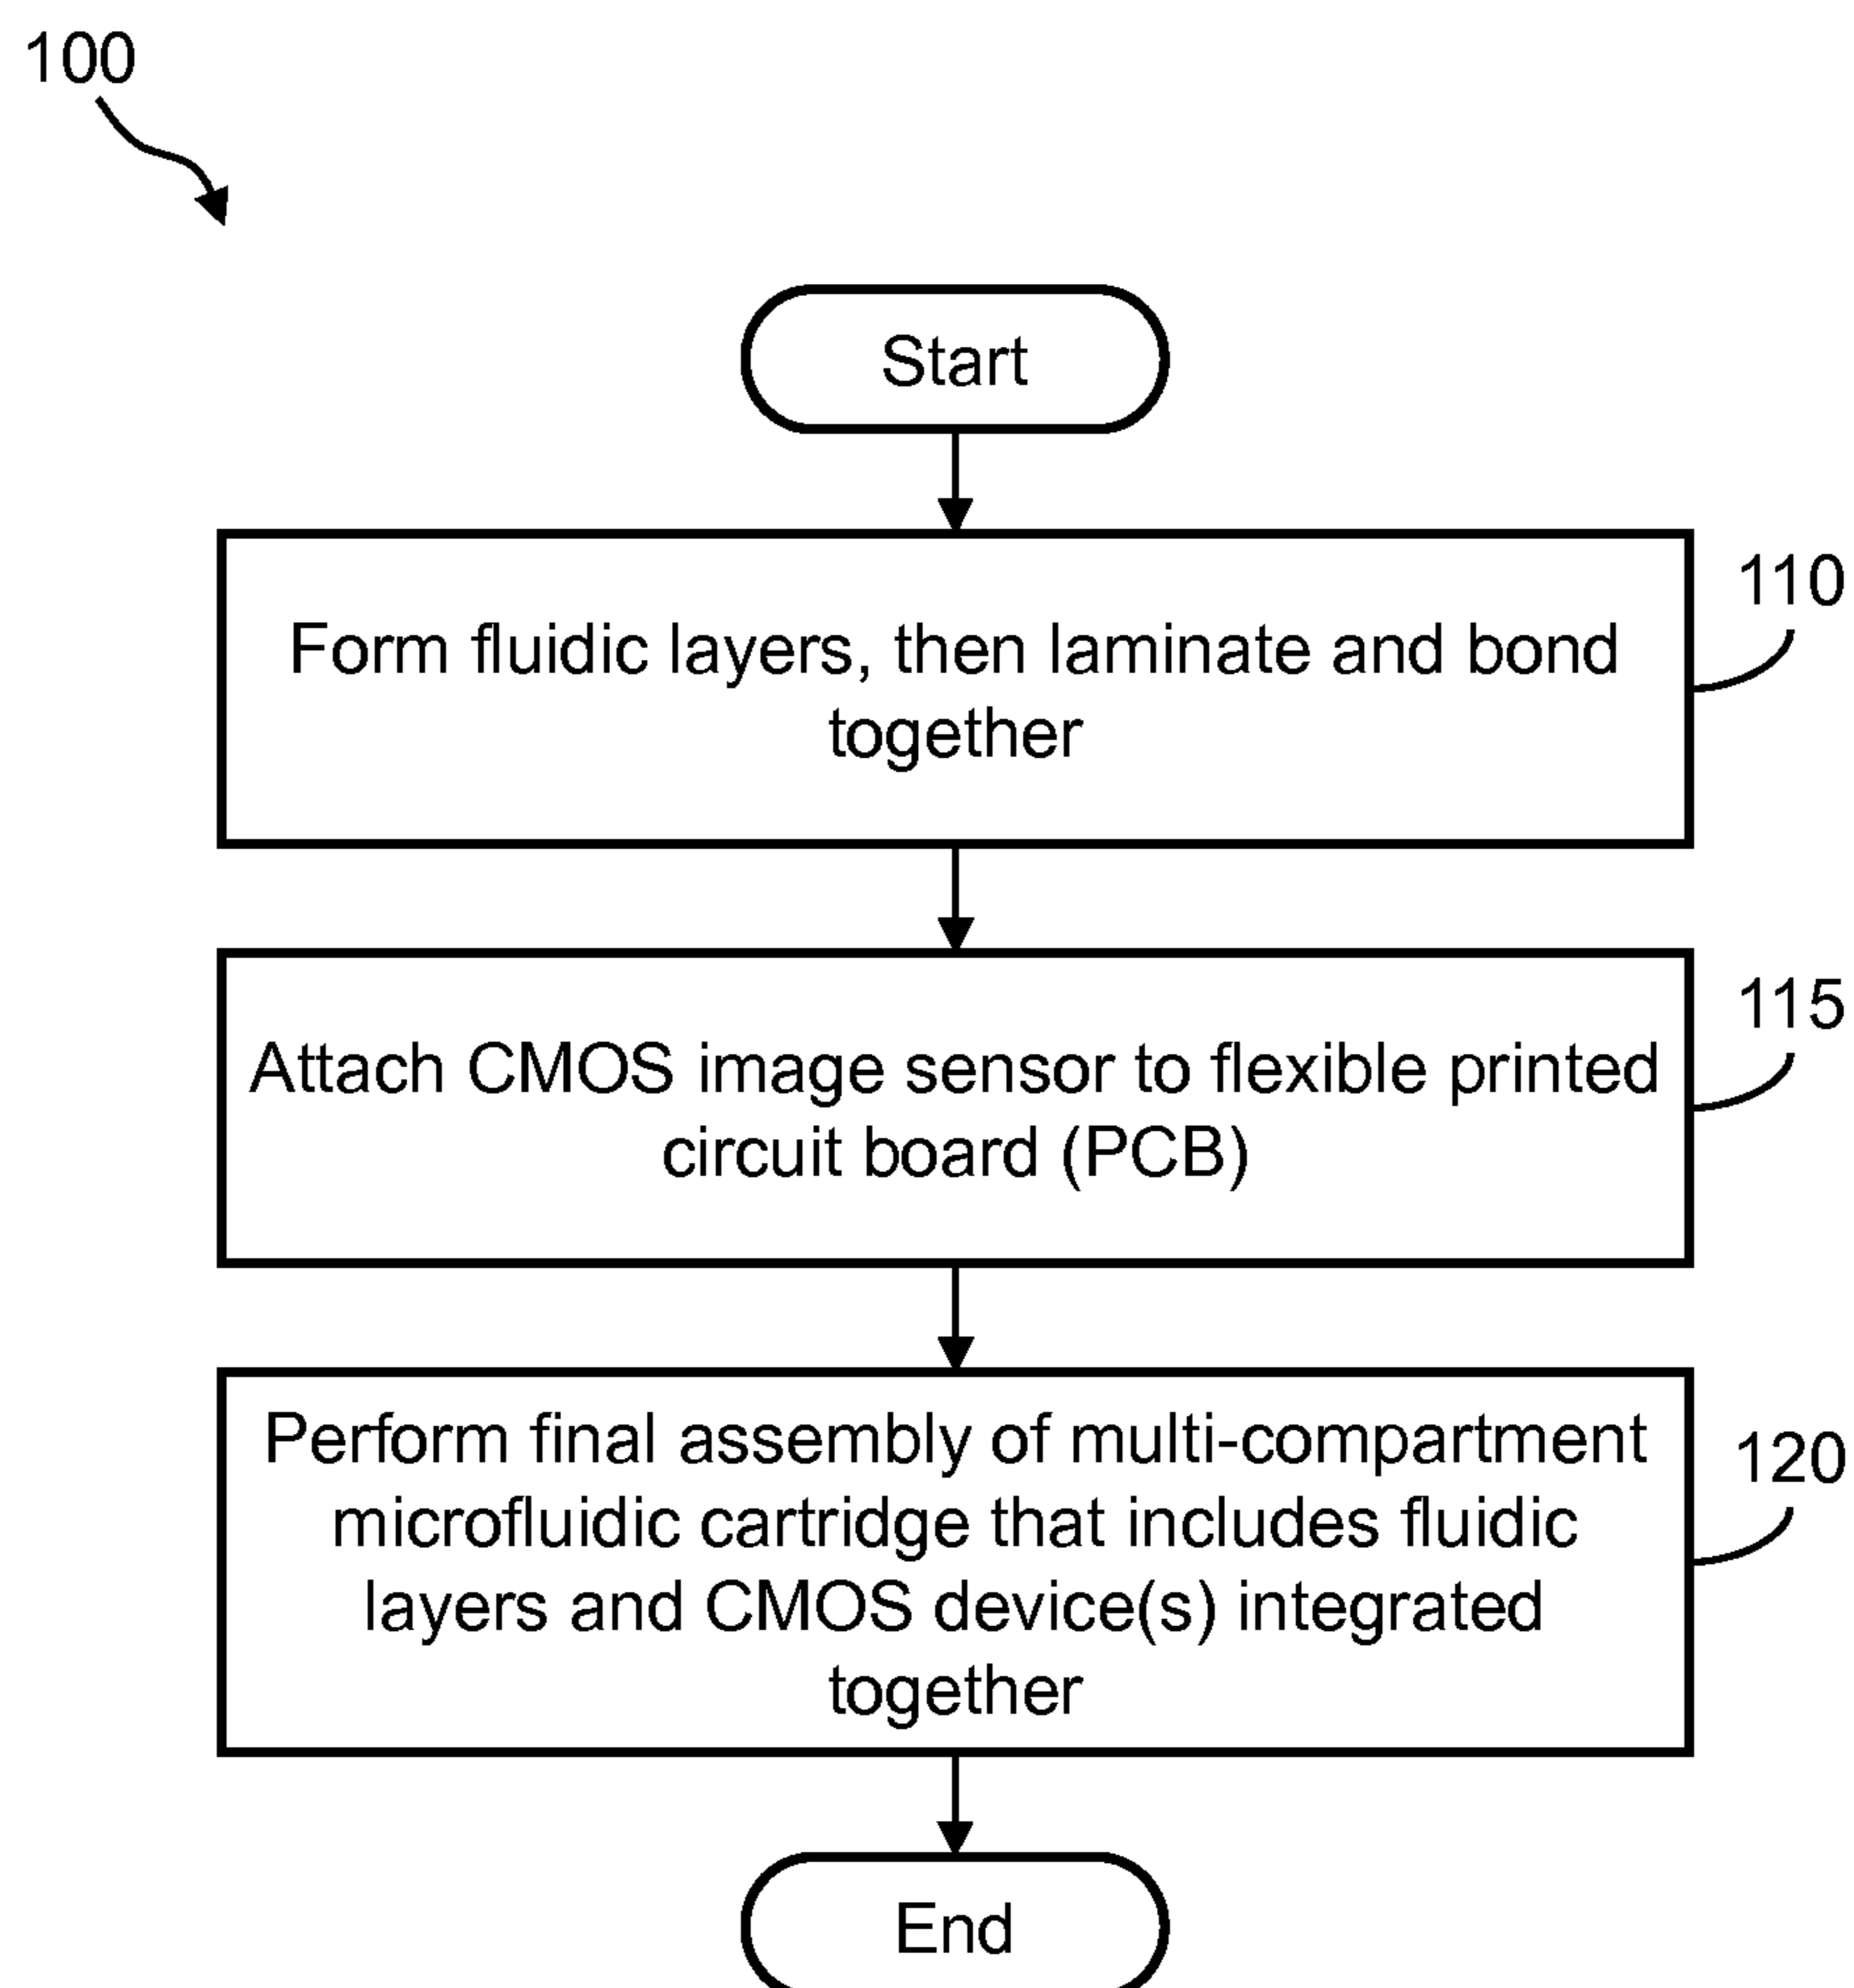 100
Start
Form fluidic layers, then laminate and bond
together
110
Attach CMOS image sensor to flexible printed
circuit board (PCB)
115
Perform final assembly of multi-compartment
microfluidic cartridge that includes fluidic
layers and CMOS device(s) integrated
together
120
End